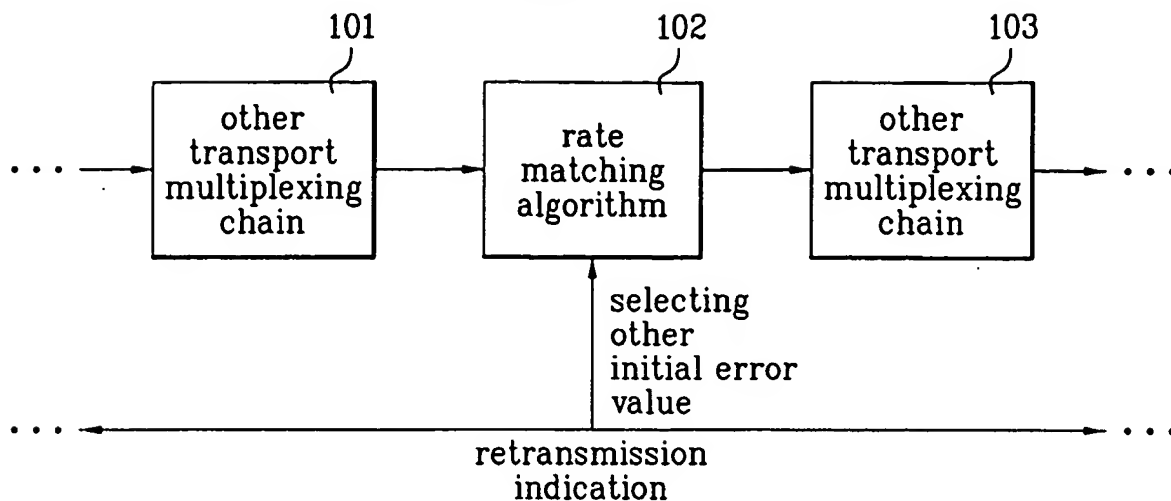 101
102
103
other
transport
multiplexing
chain
rate
matching
algorithm
other
transport
multiplexing
chain
selecting
other
initial error
value
retransmission
indication